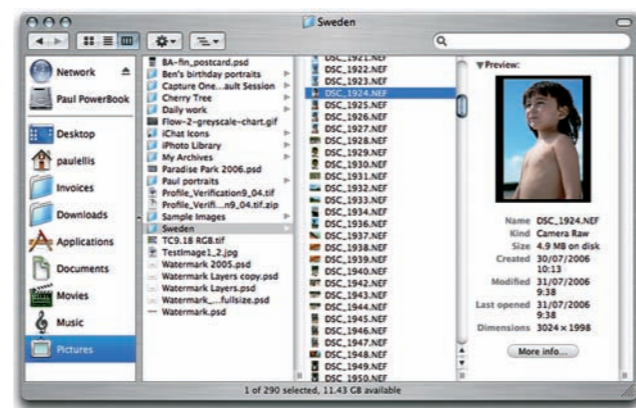 Sweden
Network
Paul PowerBook
Desktop
paulellis
Invoices
Downloads
Applications
Documents
Movies
Music
Pictures
BA-fin_postcard.psd
Ben's birthday portraits
Capture One...ault Session
Cherry Tree
Daily work
Flow-2-greyscale-chart.gif
iChat Icons
iPhoto Library
My Archives
Paradise Park 2006.psd
Paul portraits
Profile_Verification9_04.tif
Profile_Verifi...n9_04.tif.zip
Sample Images
Sweden
TC9.18 RGB.tif
TestImage1_2.jpg
Watermark 2005.psd
Watermark Layers copy.psd
Watermark Layers.psd
Watermark_...fullsize.psd
Watermark.psd
DSC_1921.NEF
DSC_1922.NEF
DSC_1923.NEF
DSC_1924.NEF
DSC_1925.NEF
DSC_1926.NEF
DSC_1927.NEF
DSC_1928.NEF
DSC_1929.NEF
DSC_1930.NEF
DSC_1931.NEF
DSC_1932.NEF
DSC_1933.NEF
DSC_1934.NEF
DSC_1936.NEF
DSC_1937.NEF
DSC_1938.NEF
DSC_1939.NEF
DSC_1940.NEF
DSC_1942.NEF
DSC_1943.NEF
DSC_1944.NEF
DSC_1945.NEF
DSC_1946.NEF
DSC_1947.NEF
DSC_1948.NEF
DSC_1949.NEF
DSC_1950.NEF
Preview:
Name DSC_1924.NEF
Kind Camera Raw
Size 4.9 MB on disk
Created 30/07/2006
10:13
Modified 31/07/2006
9:38
Last opened 31/07/2006
9:38
Dimensions 3024 × 1998
More info...
1 of 290 selected, 11.43 GB available